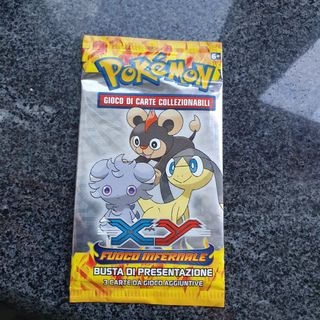 6+
POKÉMON
GIOCO DI CARTE COLLEZIONABILI
XY
FUOCO INFERNALE
BUSTA DI PRESENTAZIONE
3 CARTE DA GIOCO AGGIUNTIVE